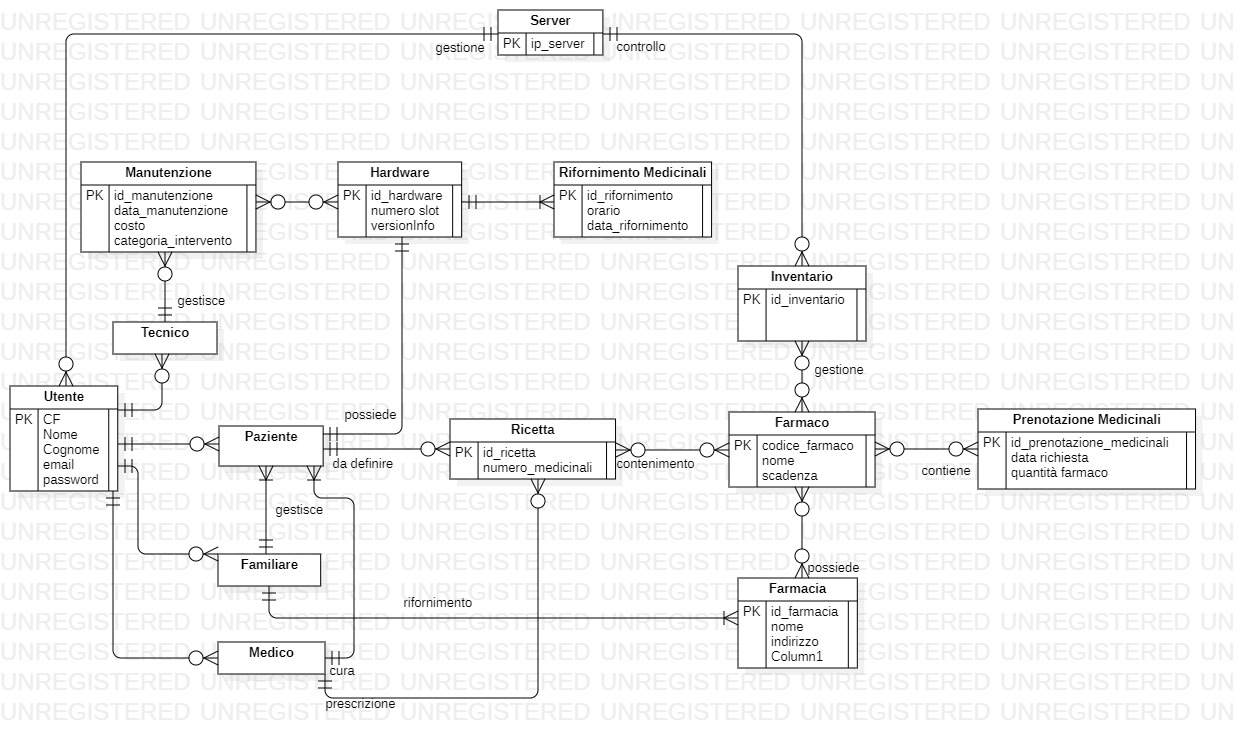 Server
PK ip_server
gestione
controllo
Manutenzione
PK id_manutenzione
data_manutenzione
costo
categoria_intervento
Hardware
PK id_hardware
numero slot
versionInfo
Rifornimento Medicinali
PK id_rifornimento
orario
data_rifornimento
Inventario
PK id_inventario
gestisce
Tecnico
gestione
Utente
PK CF
Nome
Cognome
email
password
possiede
Paziente
da definire
Ricetta
PK id_ricetta
numero_medicinali
contenimento
Farmaco
PK codice_farmaco
nome
scadenza
contiene
Prenotazione Medicinali
PK id_prenotazione_medicinali
data richiesta
quantità farmaco
gestisce
Familiare
possiede
Farmacia
PK id_farmacia
nome
indirizzo
Column1
rifornimento
Medico
cura
prescrizione
UNREGISTERED UNREGISTERED UNREGISTERED UNREGISTERED UNREGISTERED UNREGISTERED UN